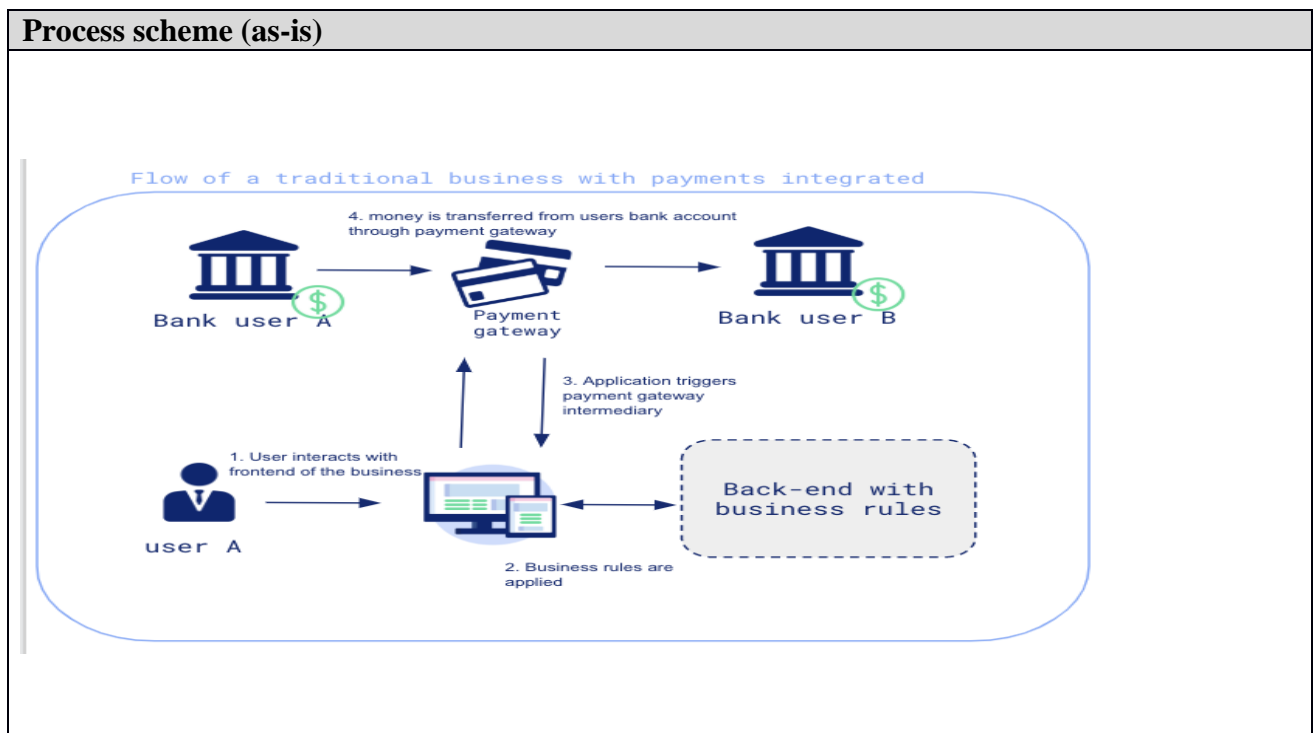 Process scheme (as-is)
Flow of a traditional business with payments integrated
4. money is transferred from users bank account
through payment gateway
$
Bank user A
Payment
gateway
$
Bank user B
3. Application triggers
payment gateway
intermediary
1. User interacts with
frontend of the business
user A
Back-end with
business rules
2. Business rules are
applied